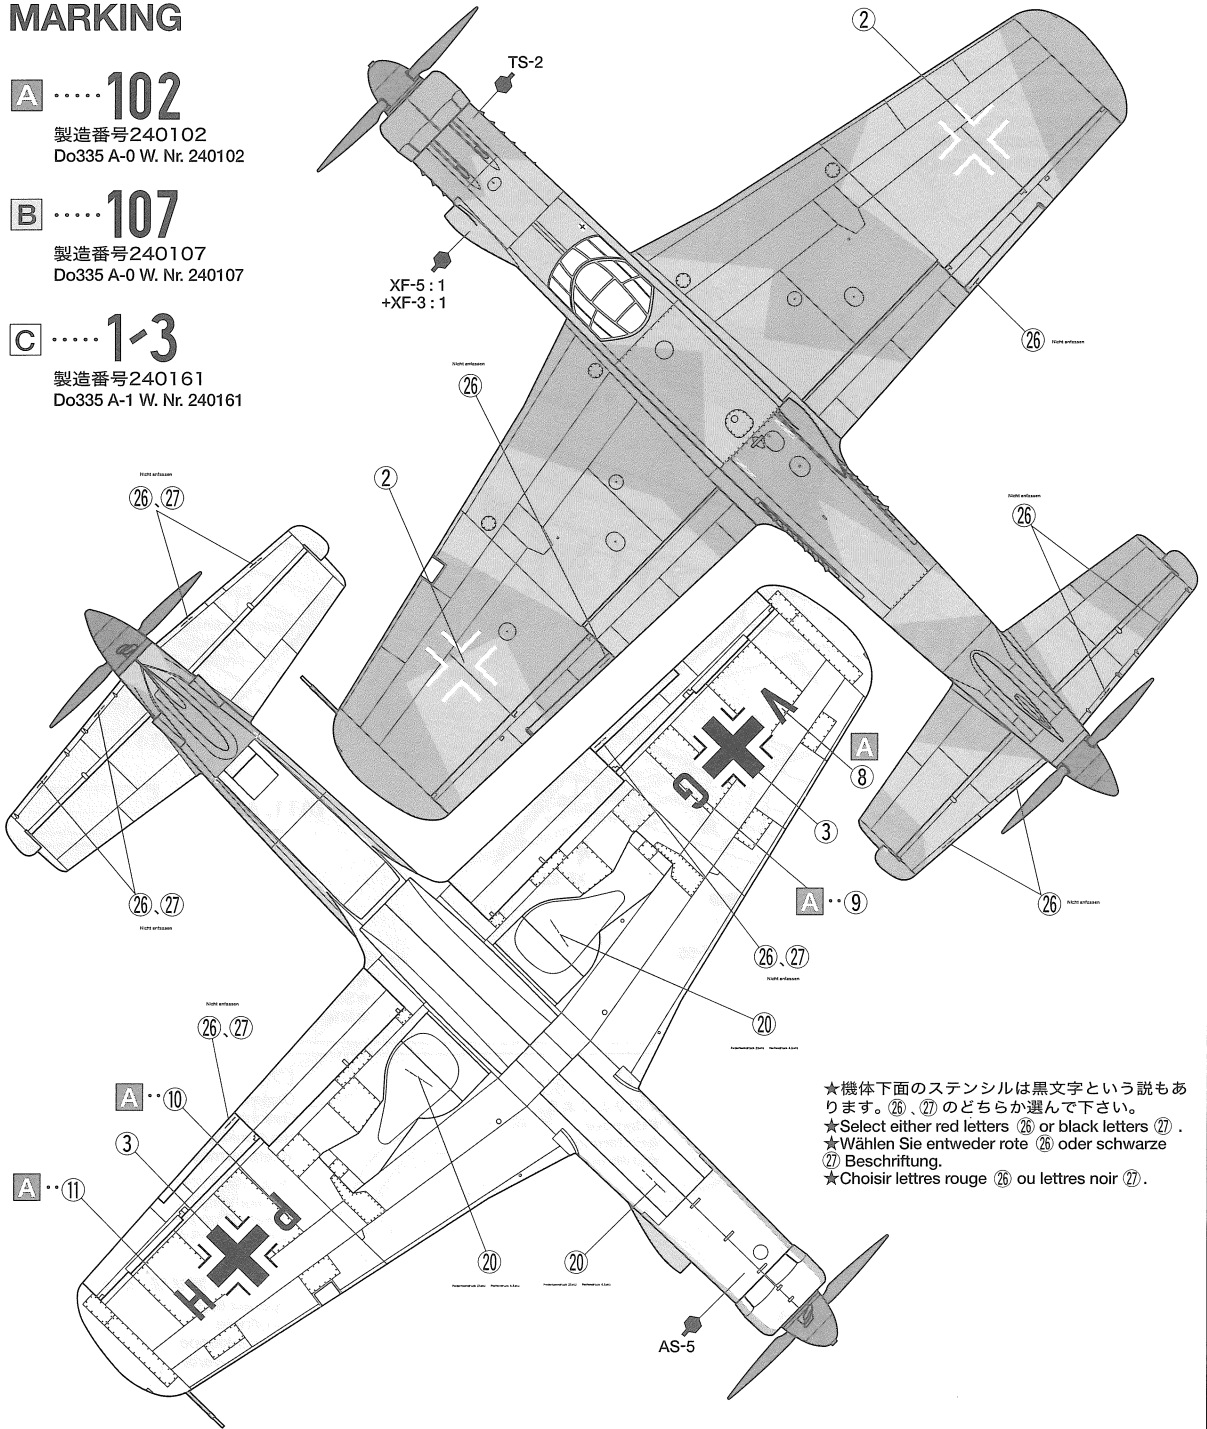 MARKING
A ····· 102
製造番号240102
Do335 A-0 W. Nr. 240102
B ····· 107
製造番号240107
Do335 A-0 W. Nr. 240107
C ····· 1-3
製造番号240161
Do335 A-1 W. Nr. 240161
TS-2
XF-5 : 1
+XF-3 : 1
②
㉖ Nicht anfassen
Nicht anfassen
㉖
②
Nicht anfassen
㉖、㉗
Nicht anfassen
㉖
V
G
A
⑧
③
A ·· ⑨
㉖、㉗
Nicht anfassen
㉖ Nicht anfassen
㉖、㉗
Nicht anfassen
⑳
Nicht anfassen
㉖、㉗
A ·· ⑩
③
A ·· ⑪
P
H
⑳
⑳
AS-5
★機体下面のステンシルは黒文字という説もあ
ります。㉖、㉗のどちらか選んで下さい。
★Select either red letters ㉖ or black letters ㉗ .
★Wählen Sie entweder rote ㉖ oder schwarze
㉗ Beschriftung.
★Choisir lettres rouge ㉖ ou lettres noir ㉗ .